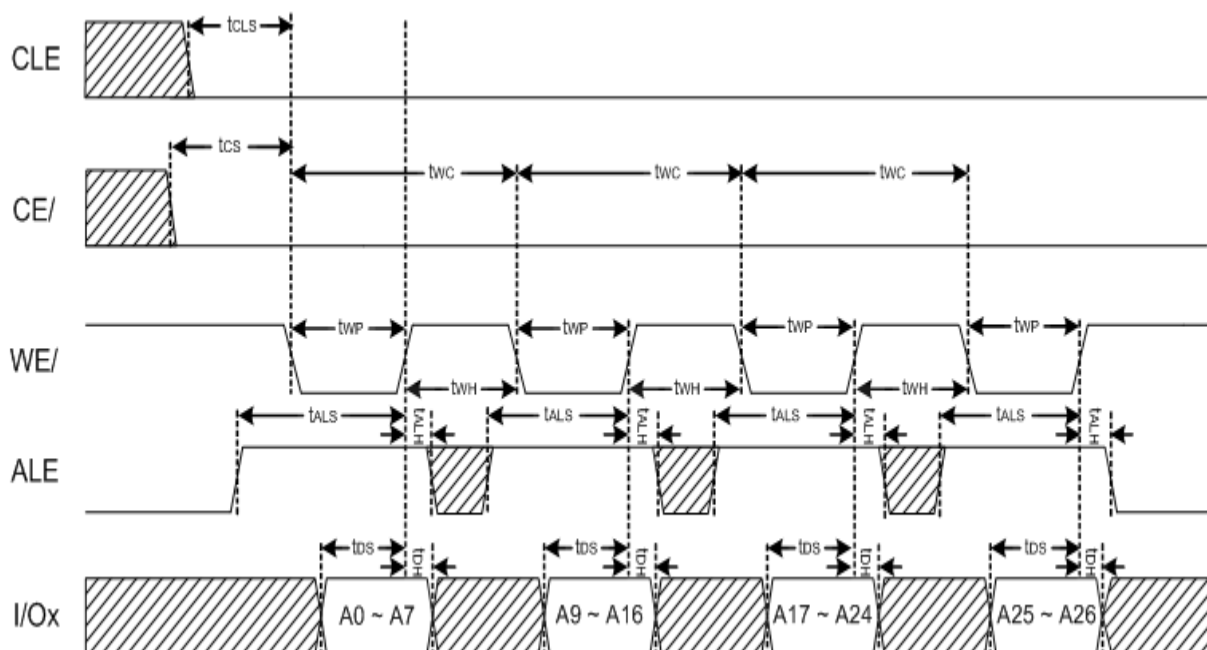 CLE
tCLS
CE/
tCS
tWC tWC tWC
WE/
tWP tWP tWP tWP
tWH tWH tWH
ALE
tALS tALH tALS tALH tALS tALH tALS tALH
I/Ox
tDS tDH tDS tDH tDS tDH tDS tDH
A0 ~ A7 A9 ~ A16 A17 ~ A24 A25 ~ A26